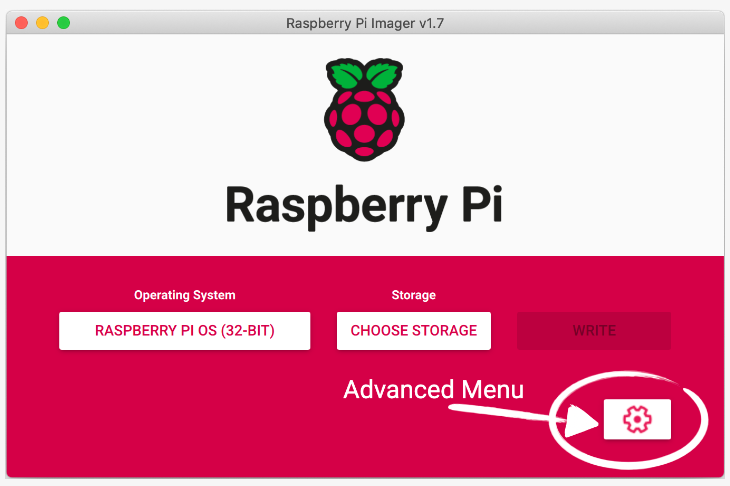 Raspberry Pi Imager v1.7
Raspberry Pi
Operating System
Storage
RASPBERRY PI OS (32-BIT)
CHOOSE STORAGE
WRITE
Advanced Menu